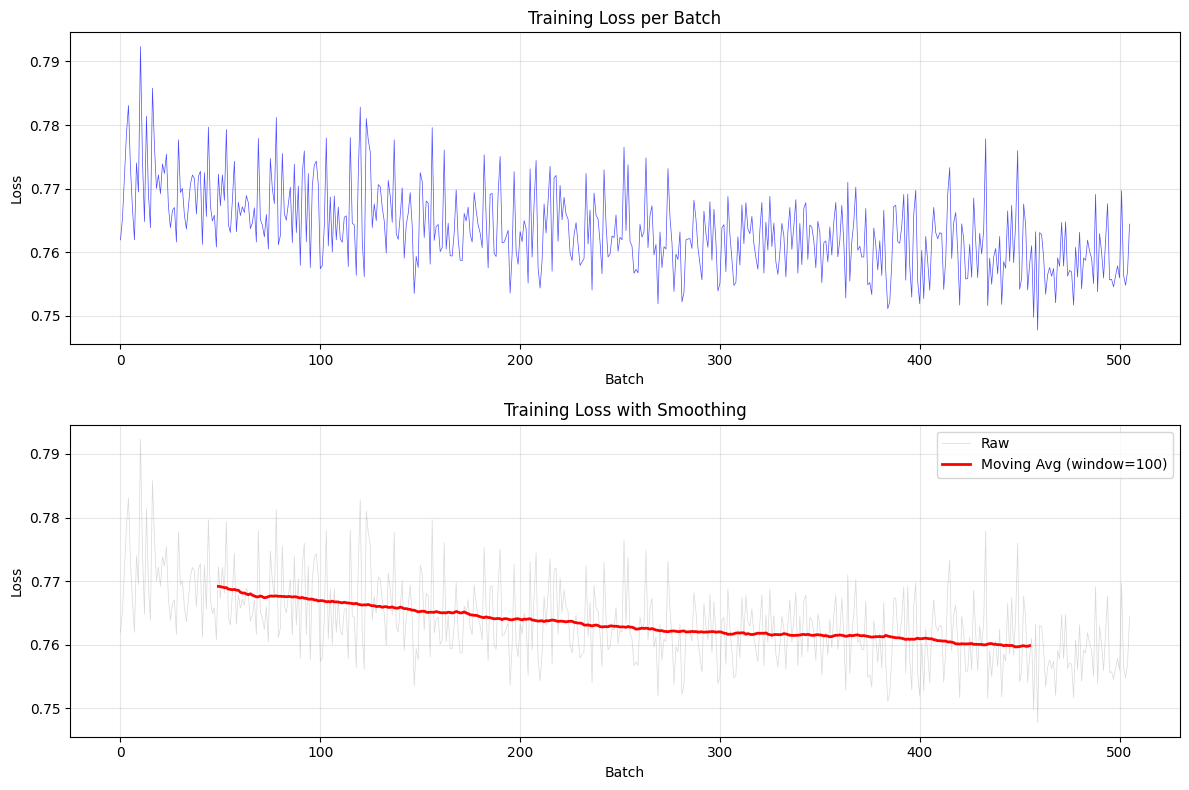 Training Loss per Batch
0.79
0.78
0.77
0.76
0.75
Loss
0 100 200 300 400 500
Batch
Training Loss with Smoothing
Raw
Moving Avg (window=100)
0.79
0.78
0.77
0.76
0.75
Loss
0 100 200 300 400 500
Batch